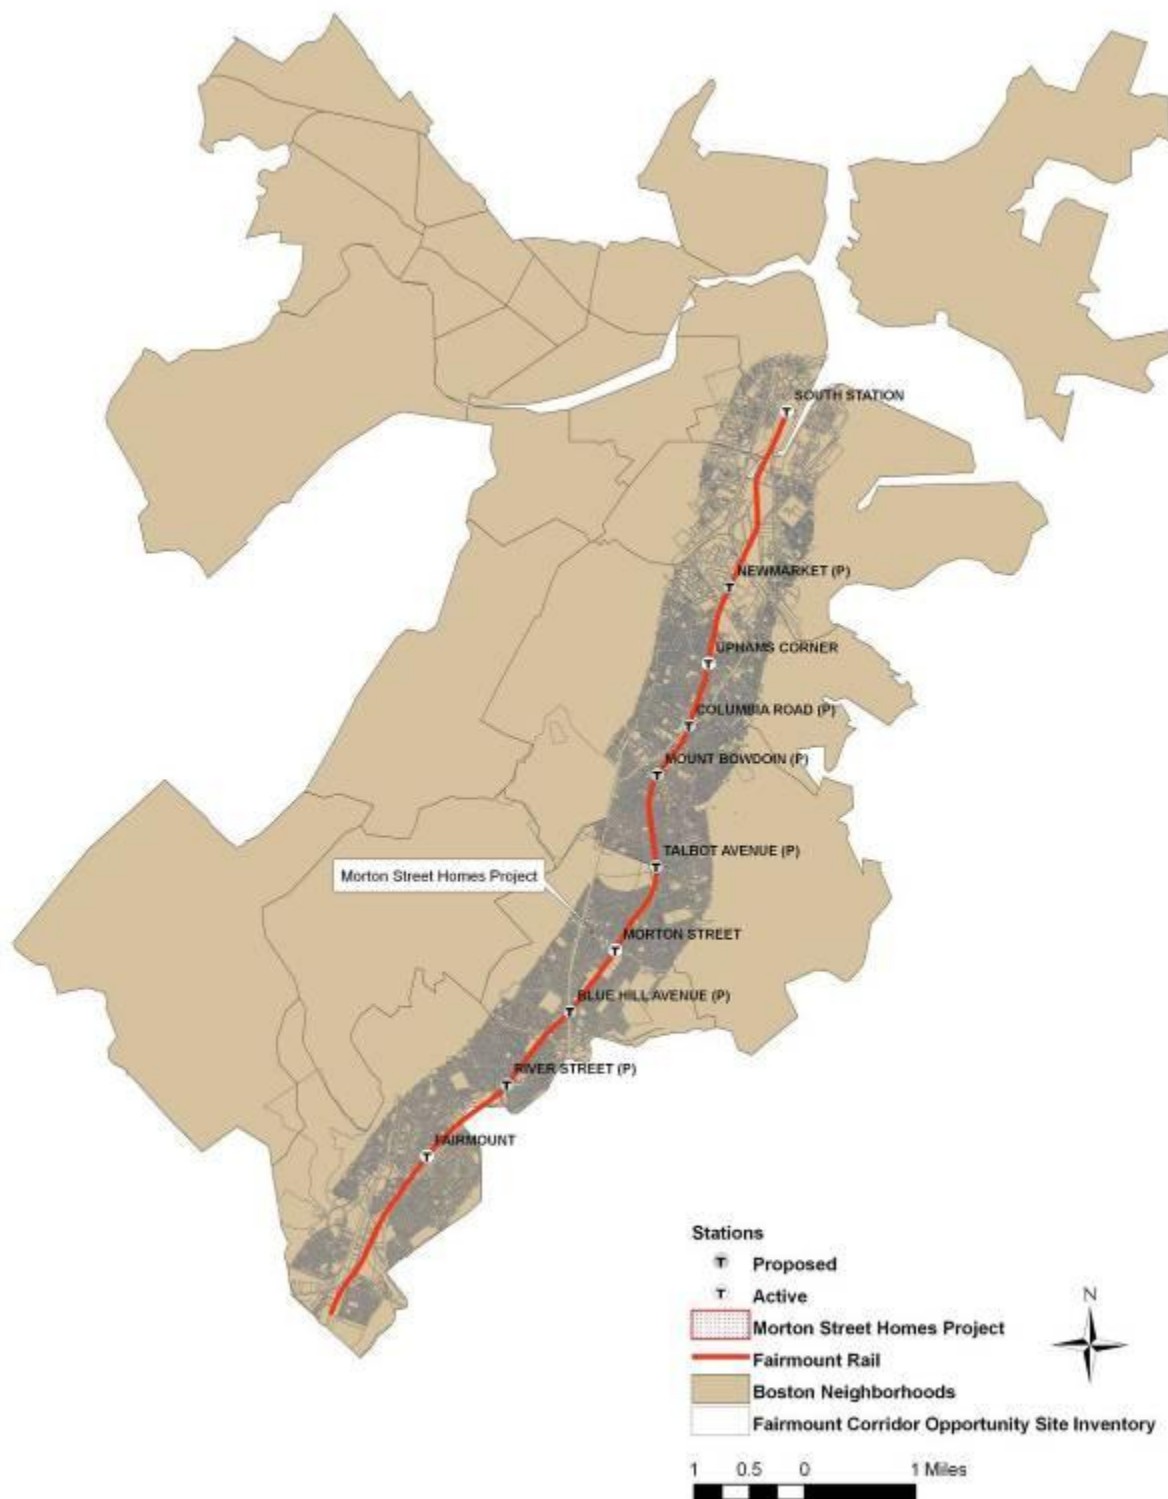 SOUTH STATION
NEWMARKET (P)
UPHAMS CORNER
COLUMBIA ROAD (P)
MOUNT BOWDOIN (P)
TALBOT AVENUE (P)
Morton Street Homes Project
MORTON STREET
BLUE HILL AVENUE (P)
RIVER STREET (P)
FAIRMOUNT
Stations
T Proposed
T Active
Morton Street Homes Project
Fairmount Rail
Boston Neighborhoods
Fairmount Corridor Opportunity Site Inventory
N
1 0.5 0 1 Miles